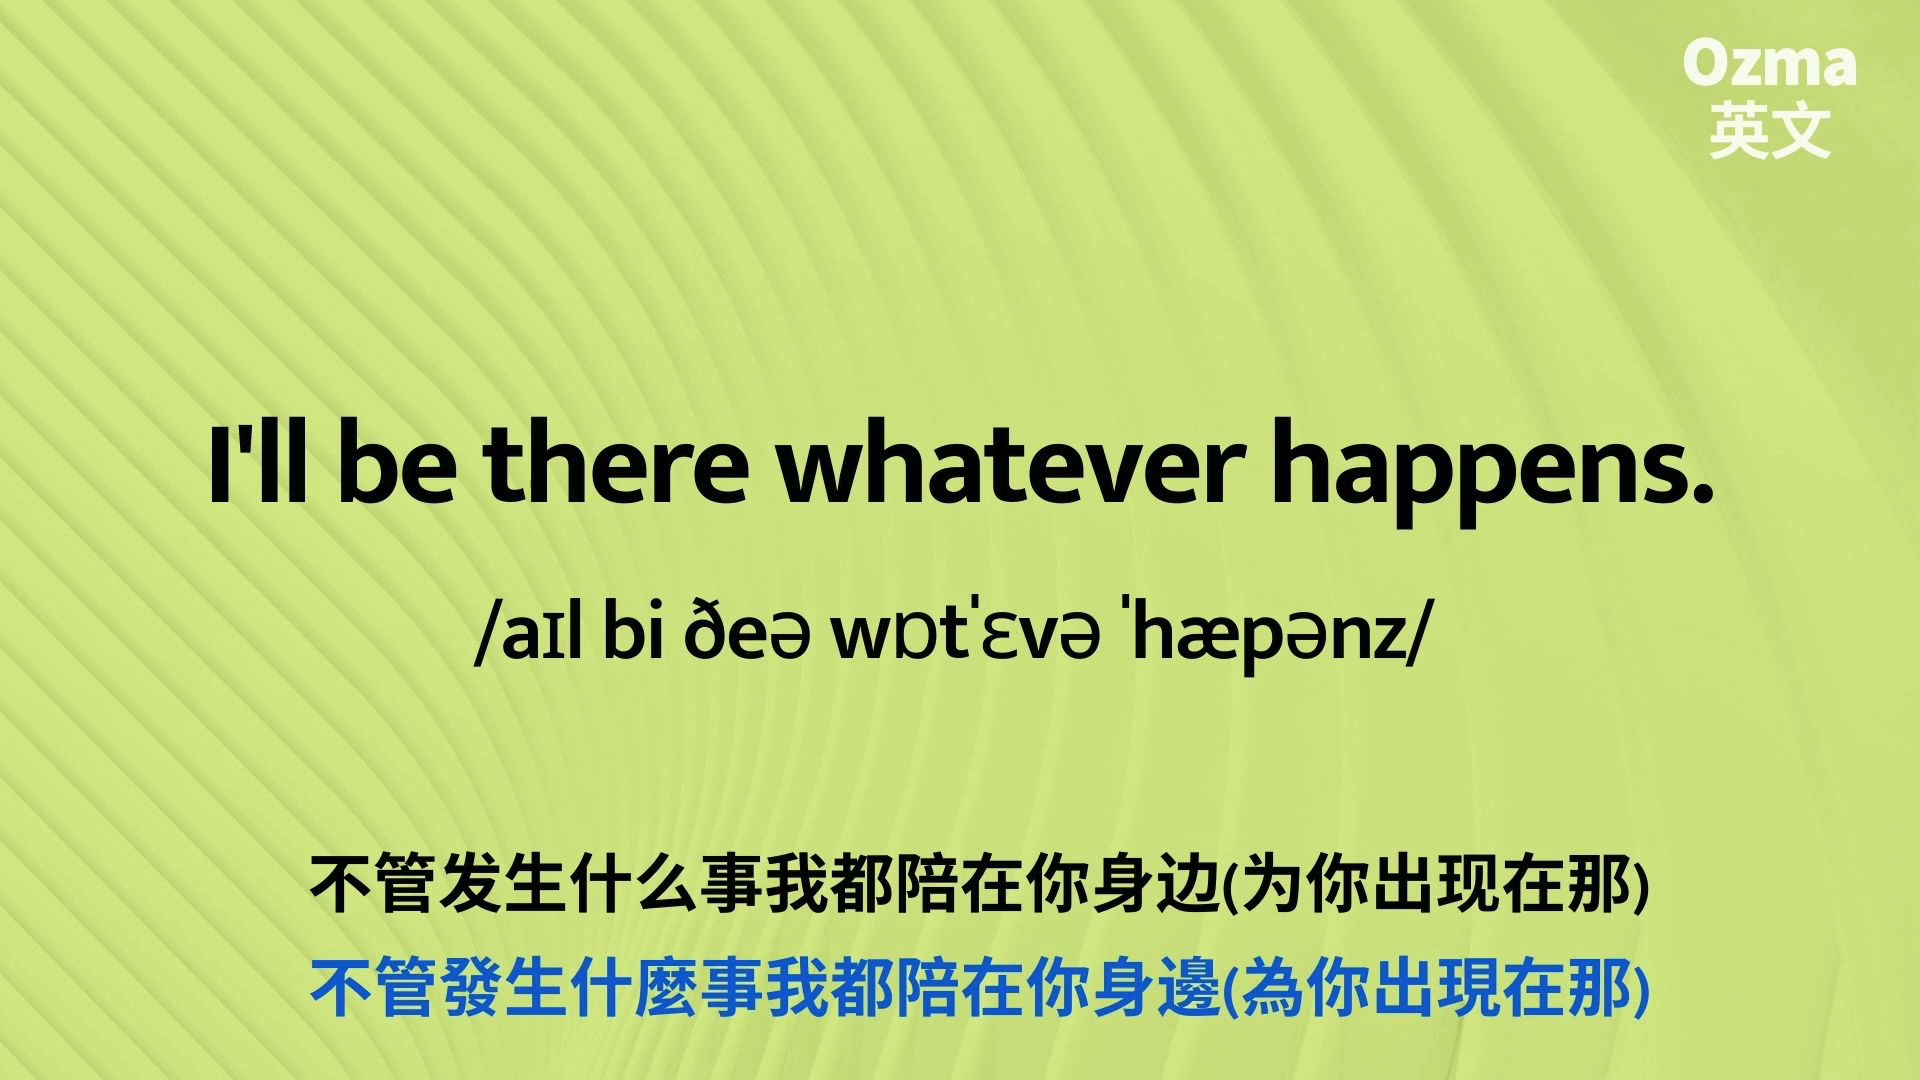 Ozma
英文
I'll be there whatever happens.
/aɪl bi ðeə wɒtˈɛvə ˈhæpənz/
不管发生什么事我都陪在你身边(为你出现在那)
不管發生什麼事我都陪在你身邊(為你出現在那)